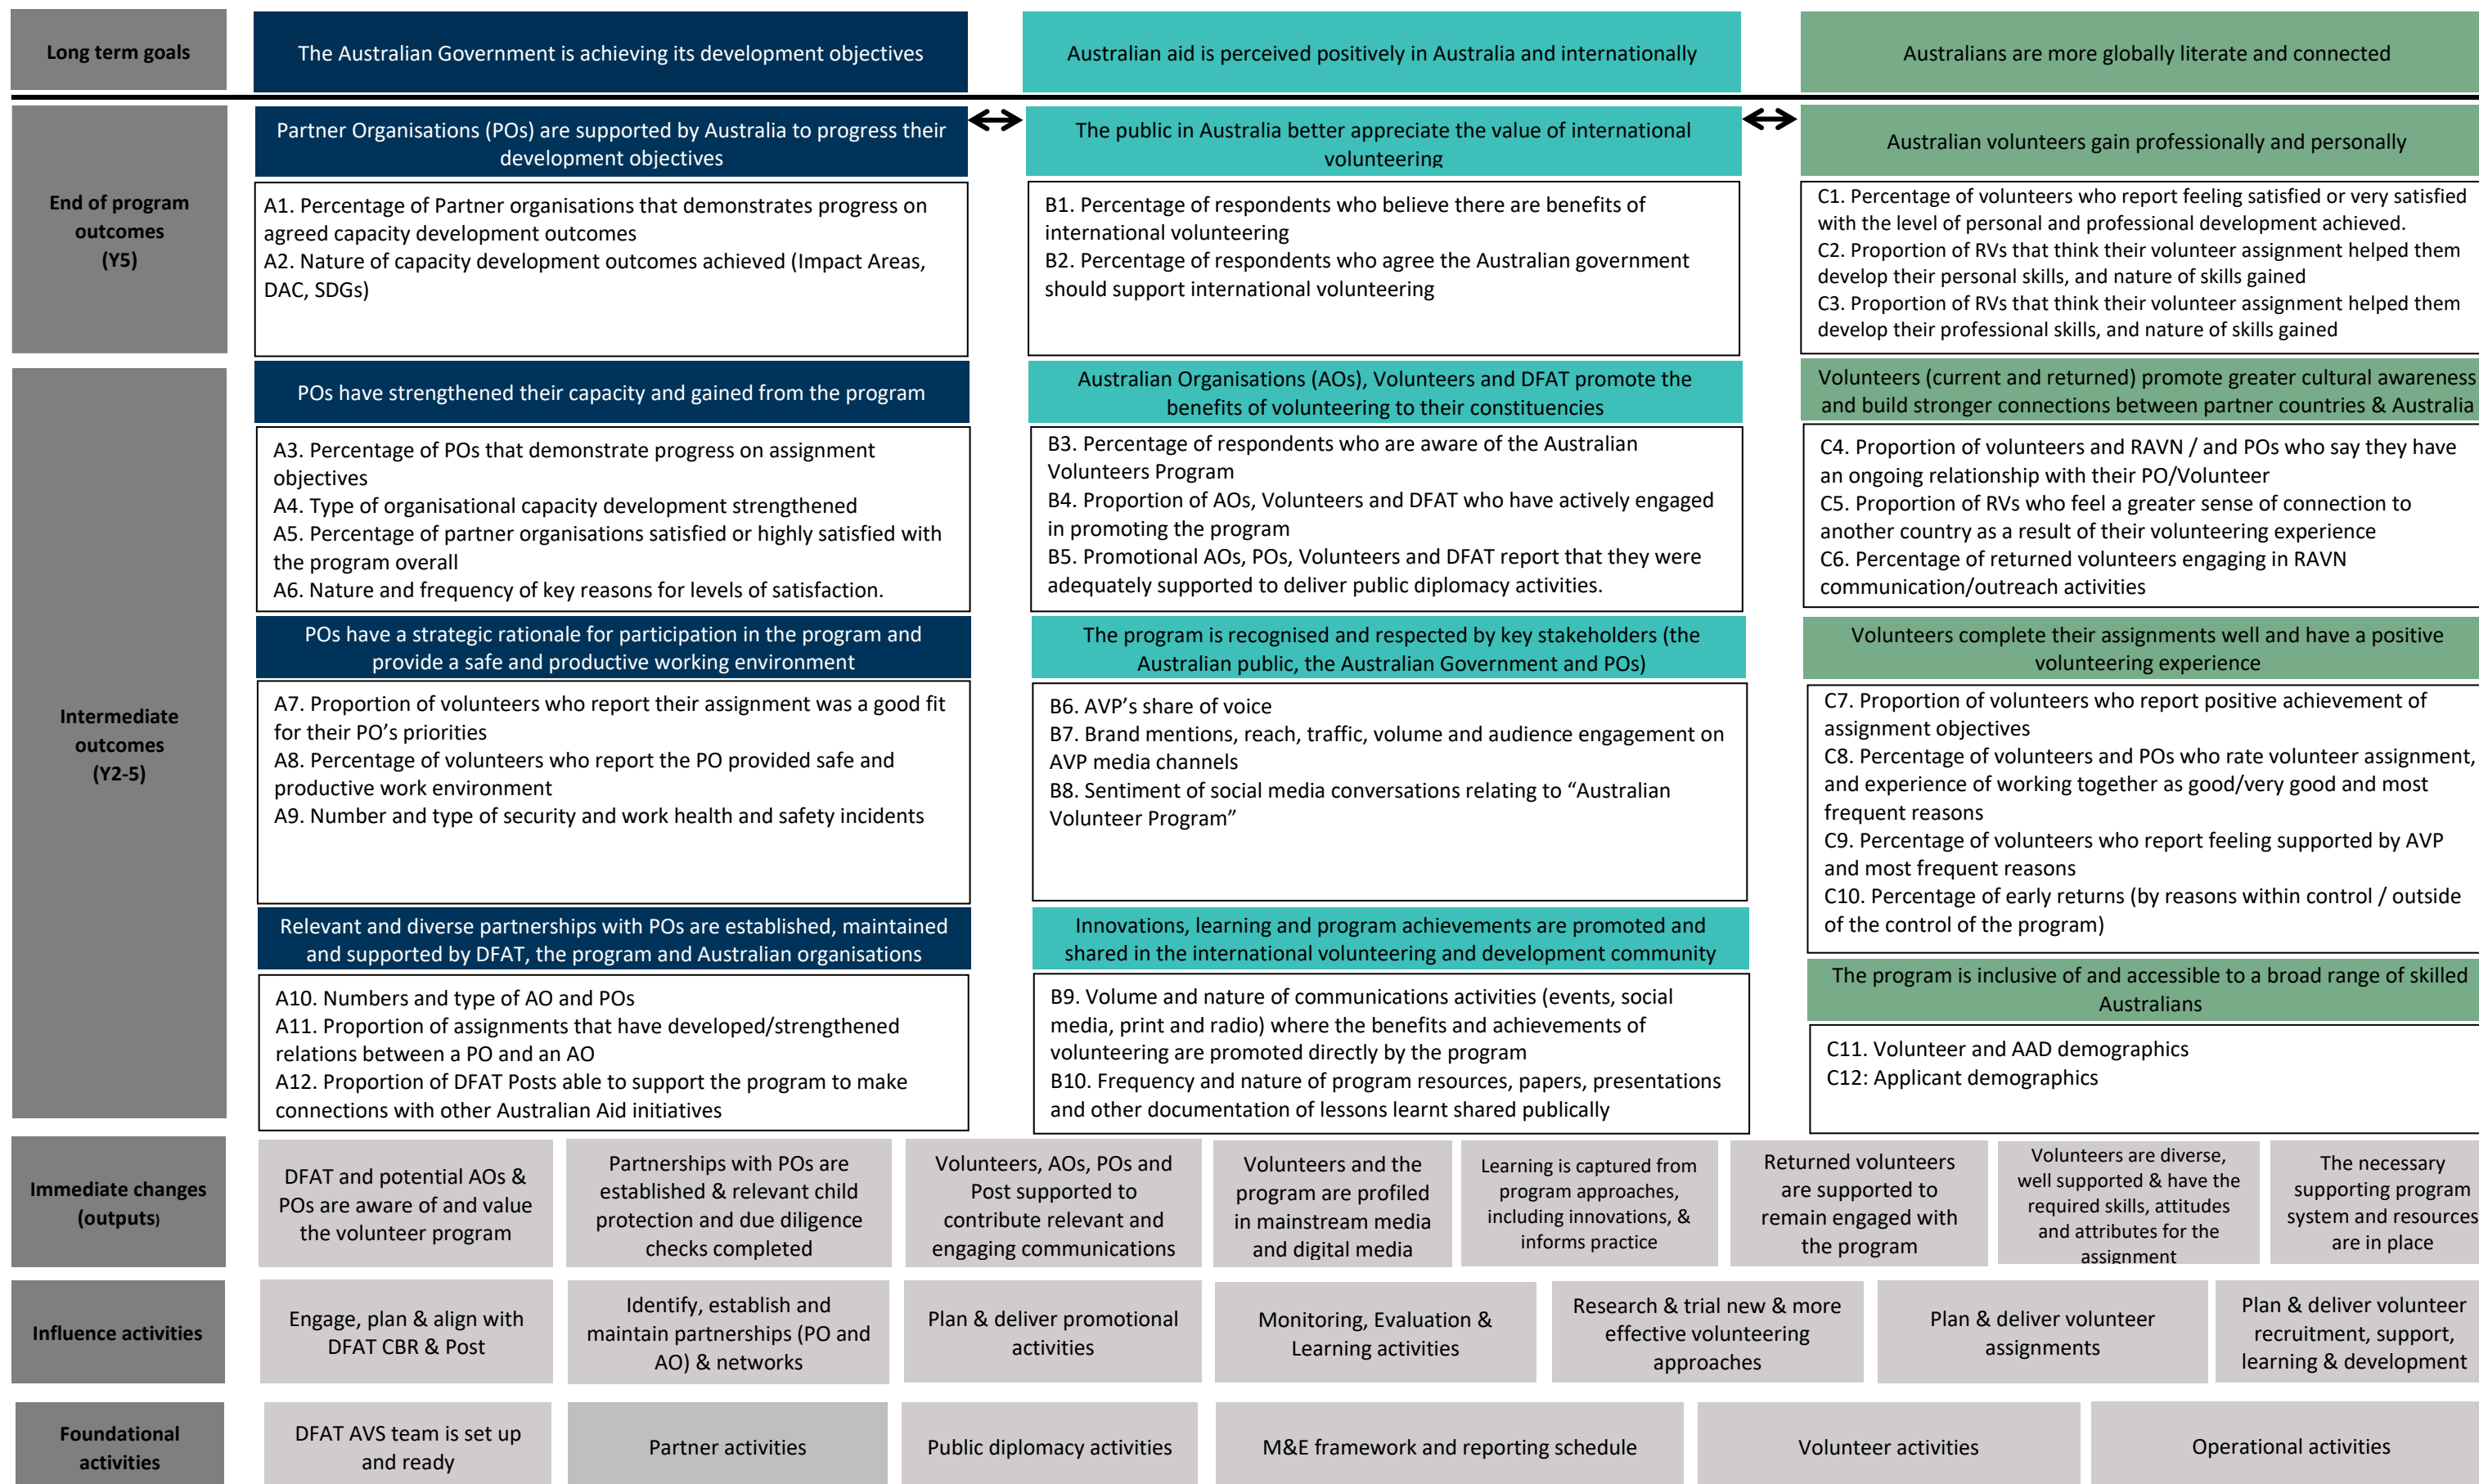 Long term goals
The Australian Government is achieving its development objectives
Australian aid is perceived positively in Australia and internationally
Australians are more globally literate and connected
End of program
outcomes
(Y5)
Partner Organisations (POs) are supported by Australia to progress their
development objectives
The public in Australia better appreciate the value of international
volunteering
Australian volunteers gain professionally and personally
A1. Percentage of Partner organisations that demonstrates progress on
agreed capacity development outcomes
A2. Nature of capacity development outcomes achieved (Impact Areas,
DAC, SDGs)
B1. Percentage of respondents who believe there are benefits of
international volunteering
B2. Percentage of respondents who agree the Australian government
should support international volunteering
C1. Percentage of volunteers who report feeling satisfied or very satisfied
with the level of personal and professional development achieved.
C2. Proportion of RVs that think their volunteer assignment helped them
develop their personal skills, and nature of skills gained
C3. Proportion of RVs that think their volunteer assignment helped them
develop their professional skills, and nature of skills gained
Intermediate
outcomes
(Y2-5)
POs have strengthened their capacity and gained from the program
Australian Organisations (AOs), Volunteers and DFAT promote the
benefits of volunteering to their constituencies
Volunteers (current and returned) promote greater cultural awareness
and build stronger connections between partner countries & Australia
A3. Percentage of POs that demonstrate progress on assignment
objectives
A4. Type of organisational capacity development strengthened
A5. Percentage of partner organisations satisfied or highly satisfied with
the program overall
A6. Nature and frequency of key reasons for levels of satisfaction.
B3. Percentage of respondents who are aware of the Australian
Volunteers Program
B4. Proportion of AOs, Volunteers and DFAT who have actively engaged
in promoting the program
B5. Promotional AOs, POs, Volunteers and DFAT report that they were
adequately supported to deliver public diplomacy activities.
C4. Proportion of volunteers and RAVN / and POs who say they have
an ongoing relationship with their PO/Volunteer
C5. Proportion of RVs who feel a greater sense of connection to
another country as a result of their volunteering experience
C6. Percentage of returned volunteers engaging in RAVN
communication/outreach activities
POs have a strategic rationale for participation in the program and
provide a safe and productive working environment
The program is recognised and respected by key stakeholders (the
Australian public, the Australian Government and POs)
Volunteers complete their assignments well and have a positive
volunteering experience
A7. Proportion of volunteers who report their assignment was a good fit
for their PO's priorities
A8. Percentage of volunteers who report the PO provided safe and
productive work environment
A9. Number and type of security and work health and safety incidents
B6. AVP's share of voice
B7. Brand mentions, reach, traffic, volume and audience engagement on
AVP media channels
B8. Sentiment of social media conversations relating to “Australian
Volunteer Program”
C7. Proportion of volunteers who report positive achievement of
assignment objectives
C8. Percentage of volunteers and POs who rate volunteer assignment,
and experience of working together as good/very good and most
frequent reasons
C9. Percentage of volunteers who report feeling supported by AVP
and most frequent reasons
C10. Percentage of early returns (by reasons within control / outside
of the control of the program)
Relevant and diverse partnerships with POs are established, maintained
and supported by DFAT, the program and Australian organisations
Innovations, learning and program achievements are promoted and
shared in the international volunteering and development community
The program is inclusive of and accessible to a broad range of skilled
Australians
A10. Numbers and type of AO and POs
A11. Proportion of assignments that have developed/strengthened
relations between a PO and an AO
A12. Proportion of DFAT Posts able to support the program to make
connections with other Australian Aid initiatives
B9. Volume and nature of communications activities (events, social
media, print and radio) where the benefits and achievements of
volunteering are promoted directly by the program
B10. Frequency and nature of program resources, papers, presentations
and other documentation of lessons learnt shared publically
C11. Volunteer and AAD demographics
C12: Applicant demographics
Immediate changes
(outputs)
DFAT and potential AOs &
POs are aware of and value
the volunteer program
Partnerships with POs are
established & relevant child
protection and due diligence
checks completed
Volunteers, AOs, POs and
Post supported to
contribute relevant and
engaging communications
Volunteers and the
program are profiled
in mainstream media
and digital media
Learning is captured from
program approaches,
including innovations, &
informs practice
Returned volunteers
are supported to
remain engaged with
the program
Volunteers are diverse,
well supported & have the
required skills, attitudes
and attributes for the
assignment
The necessary
supporting program
system and resources
are in place
Influence activities
Engage, plan & align with
DFAT CBR & Post
Identify, establish and
maintain partnerships (PO and
AO) & networks
Plan & deliver promotional
activities
Monitoring, Evaluation &
Learning activities
Research & trial new & more
effective volunteering
approaches
Plan & deliver volunteer
assignments
Plan & deliver volunteer
recruitment, support,
learning & development
Foundational
activities
DFAT AVS team is set up
and ready
Partner activities
Public diplomacy activities
M&E framework and reporting schedule
Volunteer activities
Operational activities